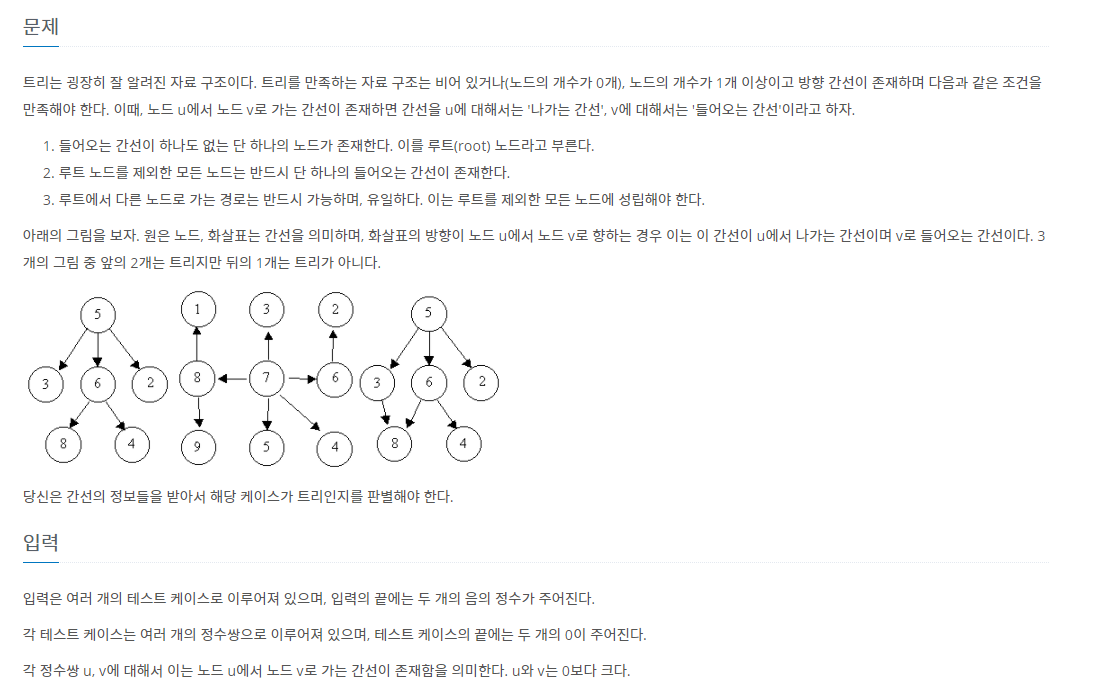 문제
트리는 굉장히 잘 알려진 자료 구조이다. 트리를 만족하는 자료 구조는 비어 있거나(노드의 개수가 0개), 노드의 개수가 1개 이상이고 방향 간선이 존재하며 다음과 같은 조건을
만족해야 한다. 이때, 노드 u에서 노드 v로 가는 간선이 존재하면 간선을 u에 대해서는 '나가는 간선', v에 대해서는 '들어오는 간선'이라고 하자.
1. 들어오는 간선이 하나도 없는 단 하나의 노드가 존재한다. 이를 루트(root) 노드라고 부른다.
2. 루트 노드를 제외한 모든 노드는 반드시 단 하나의 들어오는 간선이 존재한다.
3. 루트에서 다른 노드로 가는 경로는 반드시 가능하며, 유일하다. 이는 루트를 제외한 모든 노드에 성립해야 한다.
아래의 그림을 보자. 원은 노드, 화살표는 간선을 의미하며, 화살표의 방향이 노드 u에서 노드 v로 향하는 경우 이는 이 간선이 u에서 나가는 간선이며 v로 들어오는 간선이다. 3
개의 그림 중 앞의 2개는 트리지만 뒤의 1개는 트리가 아니다.
5 1 3 2 5
3 6 2 8 7 6 3 6 2
8 4 9 5 4 8 4
당신은 간선의 정보들을 받아서 해당 케이스가 트리인지를 판별해야 한다.
입력
입력은 여러 개의 테스트 케이스로 이루어져 있으며, 입력의 끝에는 두 개의 음의 정수가 주어진다.
각 테스트 케이스는 여러 개의 정수쌍으로 이루어져 있으며, 테스트 케이스의 끝에는 두 개의 0이 주어진다.
각 정수쌍 u, v에 대해서 이는 노드 u에서 노드 v로 가는 간선이 존재함을 의미한다. u와 v는 0보다 크다.